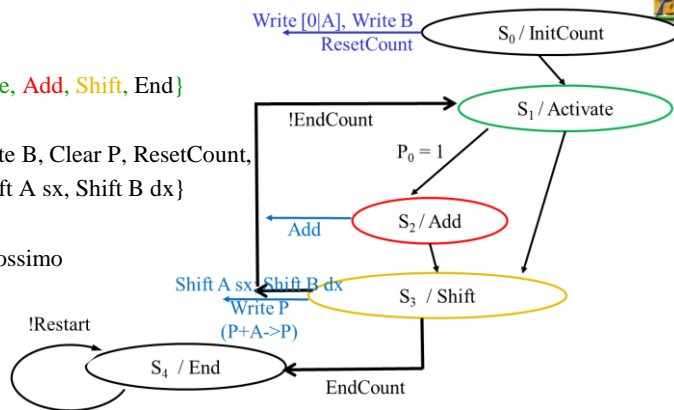 Write [0|A], Write B
ResetCount
S0 / InitCount
e, Add, Shift, End}
S1 / Activate
!EndCount
te B, Clear P, ResetCount,
P0 = 1
ft A sx, Shift B dx}
S2 / Add
Add
ossimo
Shift A sx, Shift B dx
S3 / Shift
Write P
(P+A->P)
!Restart
S4 / End
EndCount